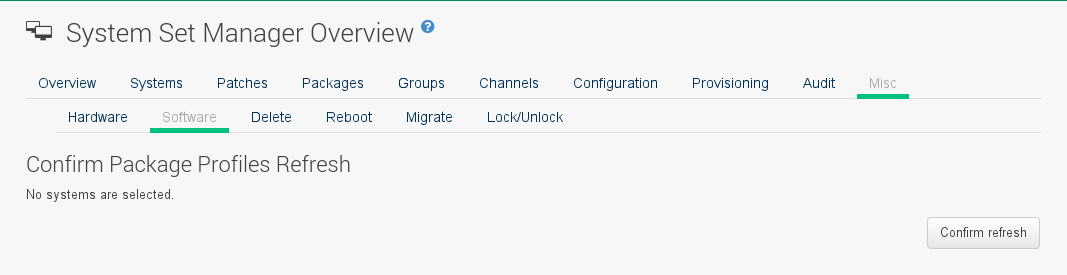 System Set Manager Overview ?
Overview Systems Patches Packages Groups Channels Configuration Provisioning Audit Misc
Hardware Software Delete Reboot Migrate Lock/Unlock
Confirm Package Profiles Refresh
No systems are selected.
Confirm refresh